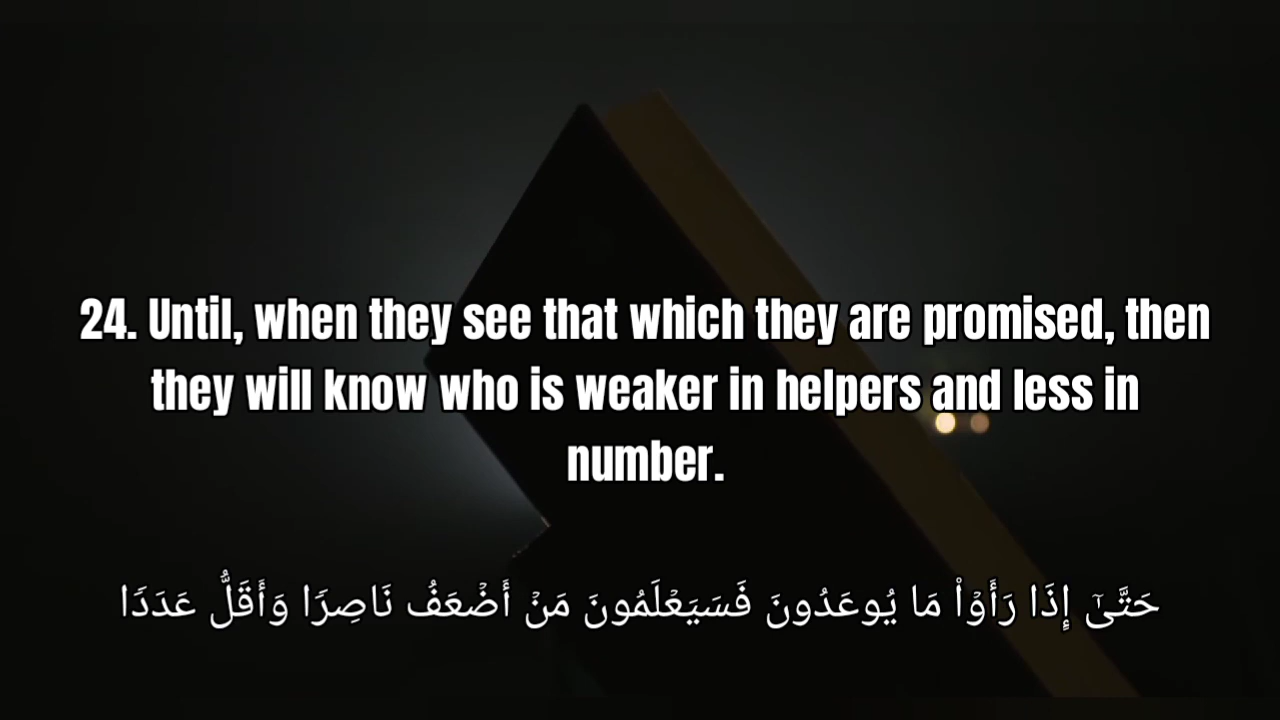 24. Until, when they see that which they are promised, then
they will know who is weaker in helpers and less in
number.
حَتَّىٰٓ إِذَا رَأَوۡاْ مَا يُوعَدُونَ فَسَيَعۡلَمُونَ مَنۡ أَضۡعَفُ نَاصِرٗا وَأَقَلُّ عَدَدٗا